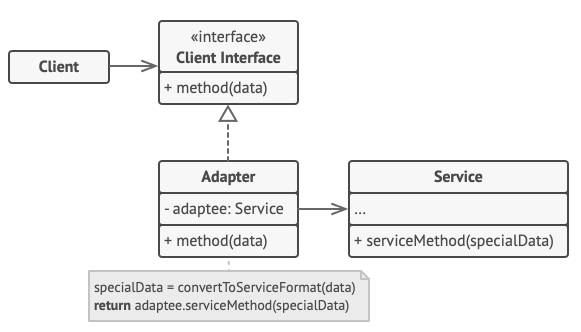 «interface»
Client
Client Interface
+ method(data)
Adapter
Service
- adaptee: Service
...
+ method(data)
+ serviceMethod(specialData)
specialData = convertToServiceFormat(data)
return adaptee.serviceMethod(specialData)